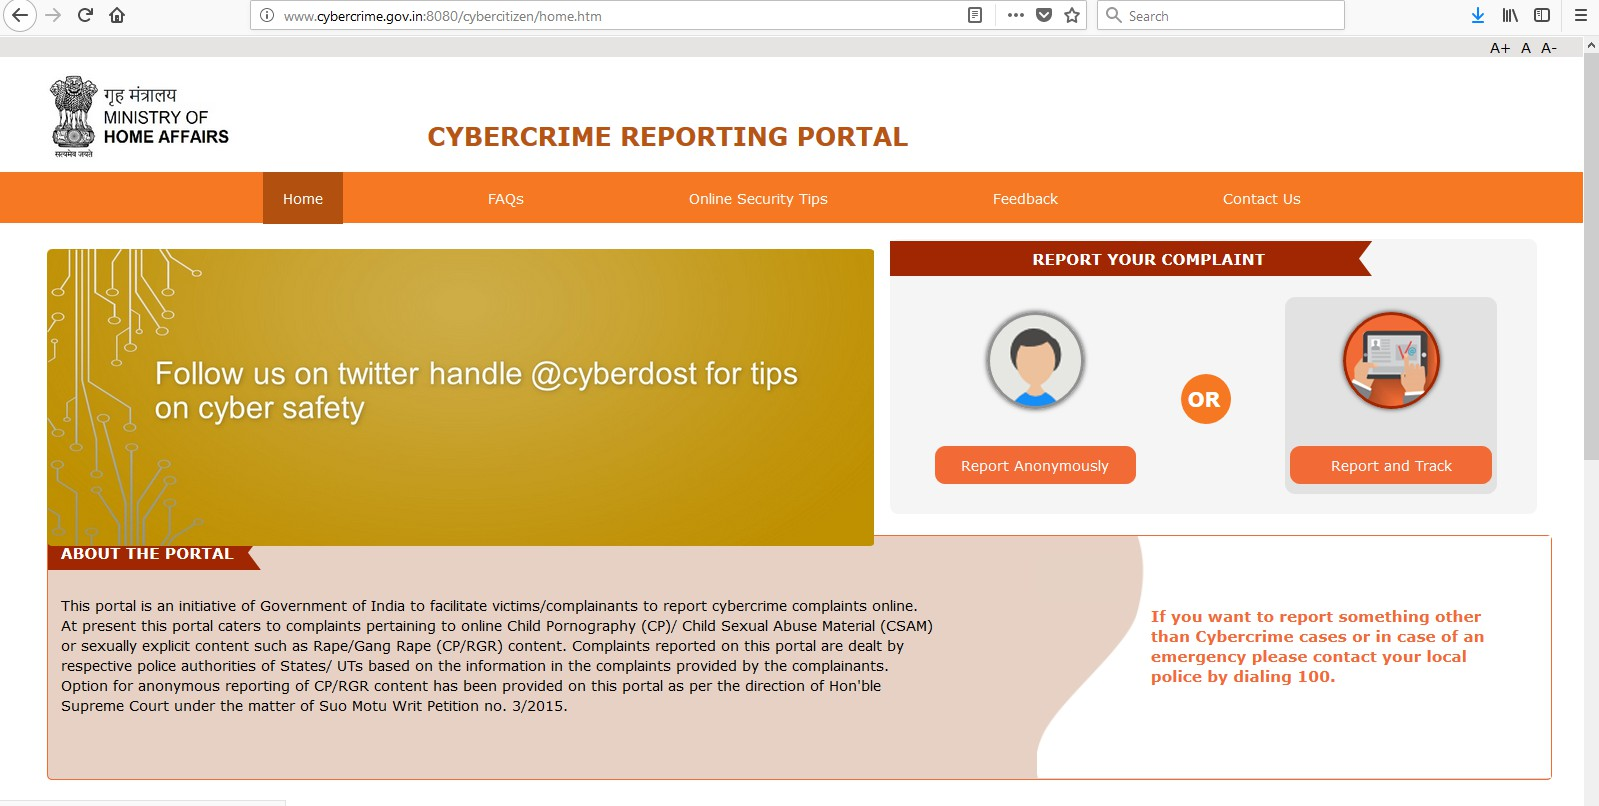 www.cybercrime.gov.in:8080/cybercitizen/home.htm
Search
A+ A A-
गृह मंत्रालय
MINISTRY OF
HOME AFFAIRS
सत्यमेव जयते
CYBERCRIME REPORTING PORTAL
Home FAQs Online Security Tips Feedback Contact Us
Follow us on twitter handle @cyberdost for tips
on cyber safety
REPORT YOUR COMPLAINT
OR
Report Anonymously
Report and Track
ABOUT THE PORTAL
This portal is an initiative of Government of India to facilitate victims/complainants to report cybercrime complaints online.
At present this portal caters to complaints pertaining to online Child Pornography (CP)/ Child Sexual Abuse Material (CSAM)
or sexually explicit content such as Rape/Gang Rape (CP/RGR) content. Complaints reported on this portal are dealt by
respective police authorities of States/ UTs based on the information in the complaints provided by the complainants.
Option for anonymous reporting of CP/RGR content has been provided on this portal as per the direction of Hon'ble
Supreme Court under the matter of Suo Motu Writ Petition no. 3/2015.
If you want to report something other
than Cybercrime cases or in case of an
emergency please contact your local
police by dialing 100.